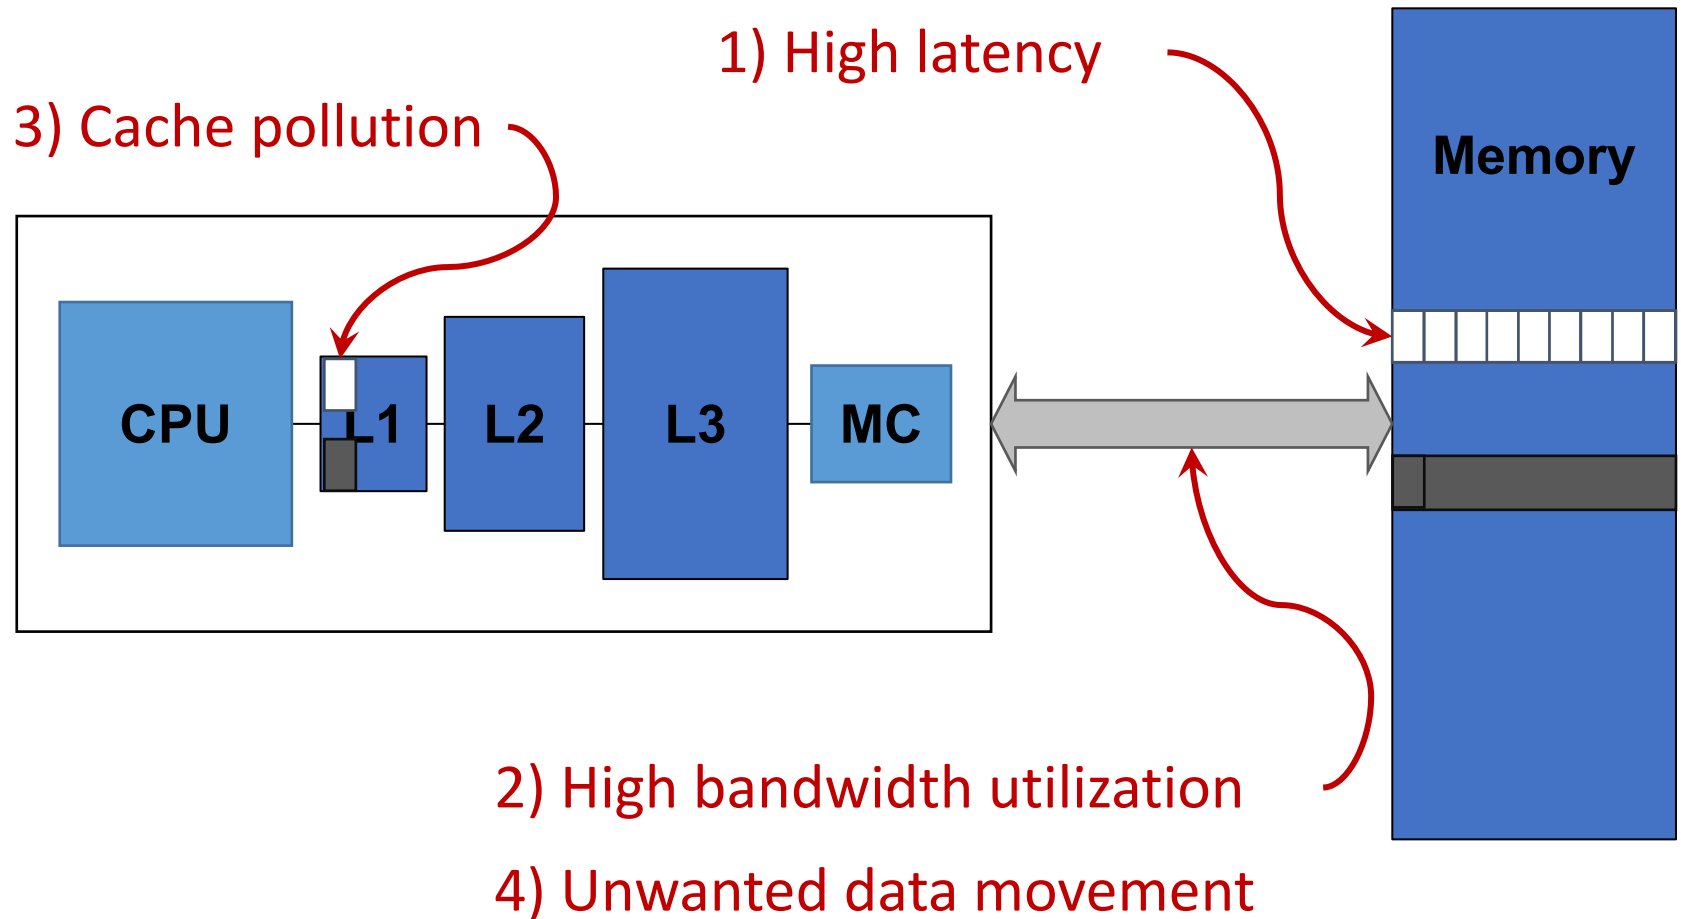 1) High latency
3) Cache pollution
Memory
CPU
L1
L2
L3
MC
2) High bandwidth utilization
4) Unwanted data movement